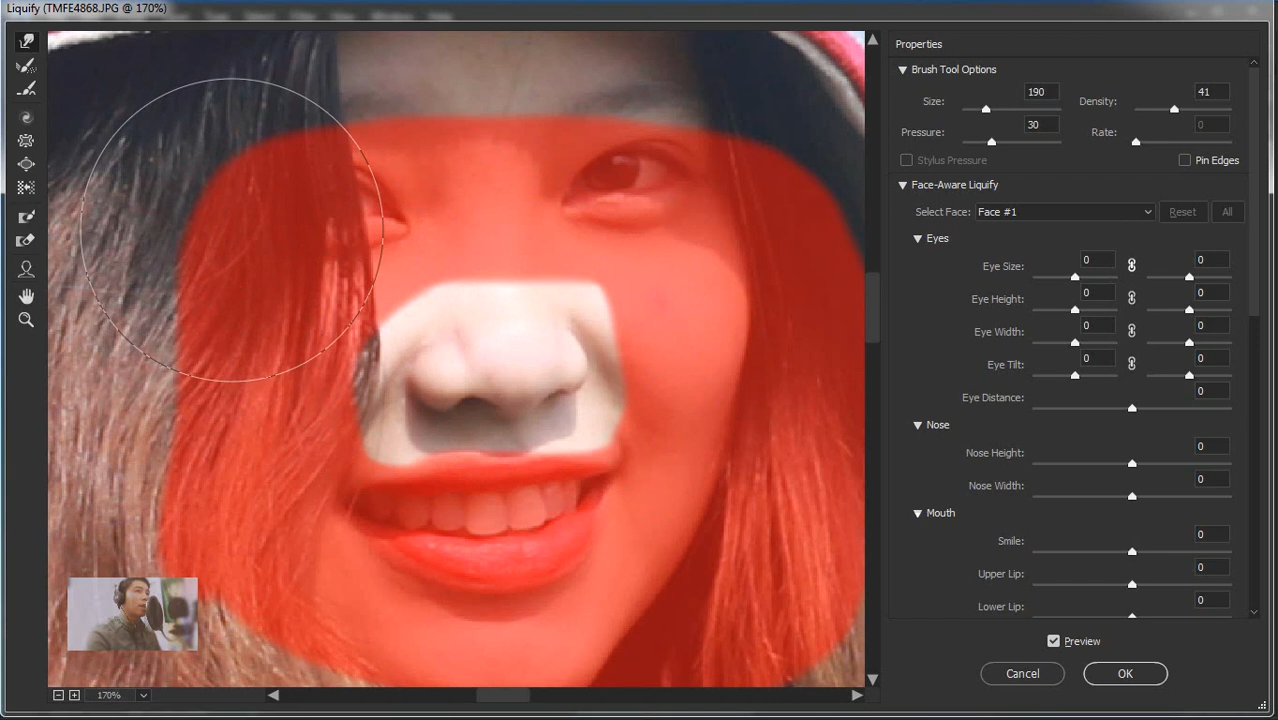 Liquify (TMFE4868.JPG @ 170%)
Properties
Brush Tool Options
Size: 190 Density: 41
Pressure: 30 Rate: 0
Stylus Pressure Pin Edges
Face-Aware Liquify
Select Face: Face #1 Reset All
Eyes
Eye Size: 0 0
Eye Height: 0 0
Eye Width: 0 0
Eye Tilt: 0 0
Eye Distance: 0
Nose
Nose Height: 0
Nose Width: 0
Mouth
Smile: 0
Upper Lip: 0
Lower Lip: 0
Preview
Cancel OK
170%